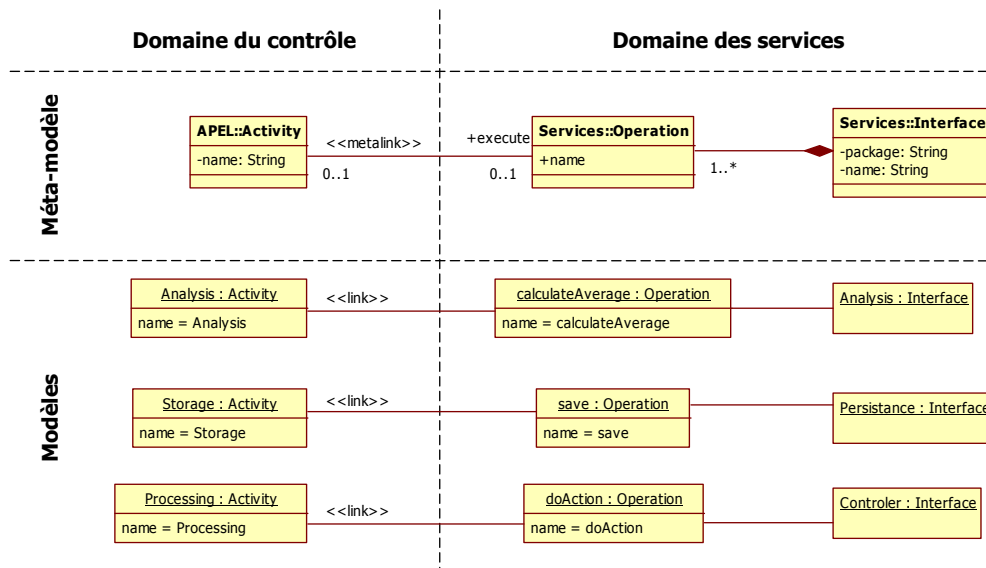 Domaine du contrôle
Domaine des services
Méta-modèle
APEL::Activity
-name: String
<<metalink>>
0..1
+execute
0..1
Services::Operation
+name
1..*
Services::Interface
-package: String
-name: String
Modèles
Analysis : Activity
name = Analysis
<<link>>
calculateAverage : Operation
name = calculateAverage
Analysis : Interface
Storage : Activity
name = Storage
<<link>>
save : Operation
name = save
Persistance : Interface
Processing : Activity
name = Processing
<<link>>
doAction : Operation
name = doAction
Controler : Interface